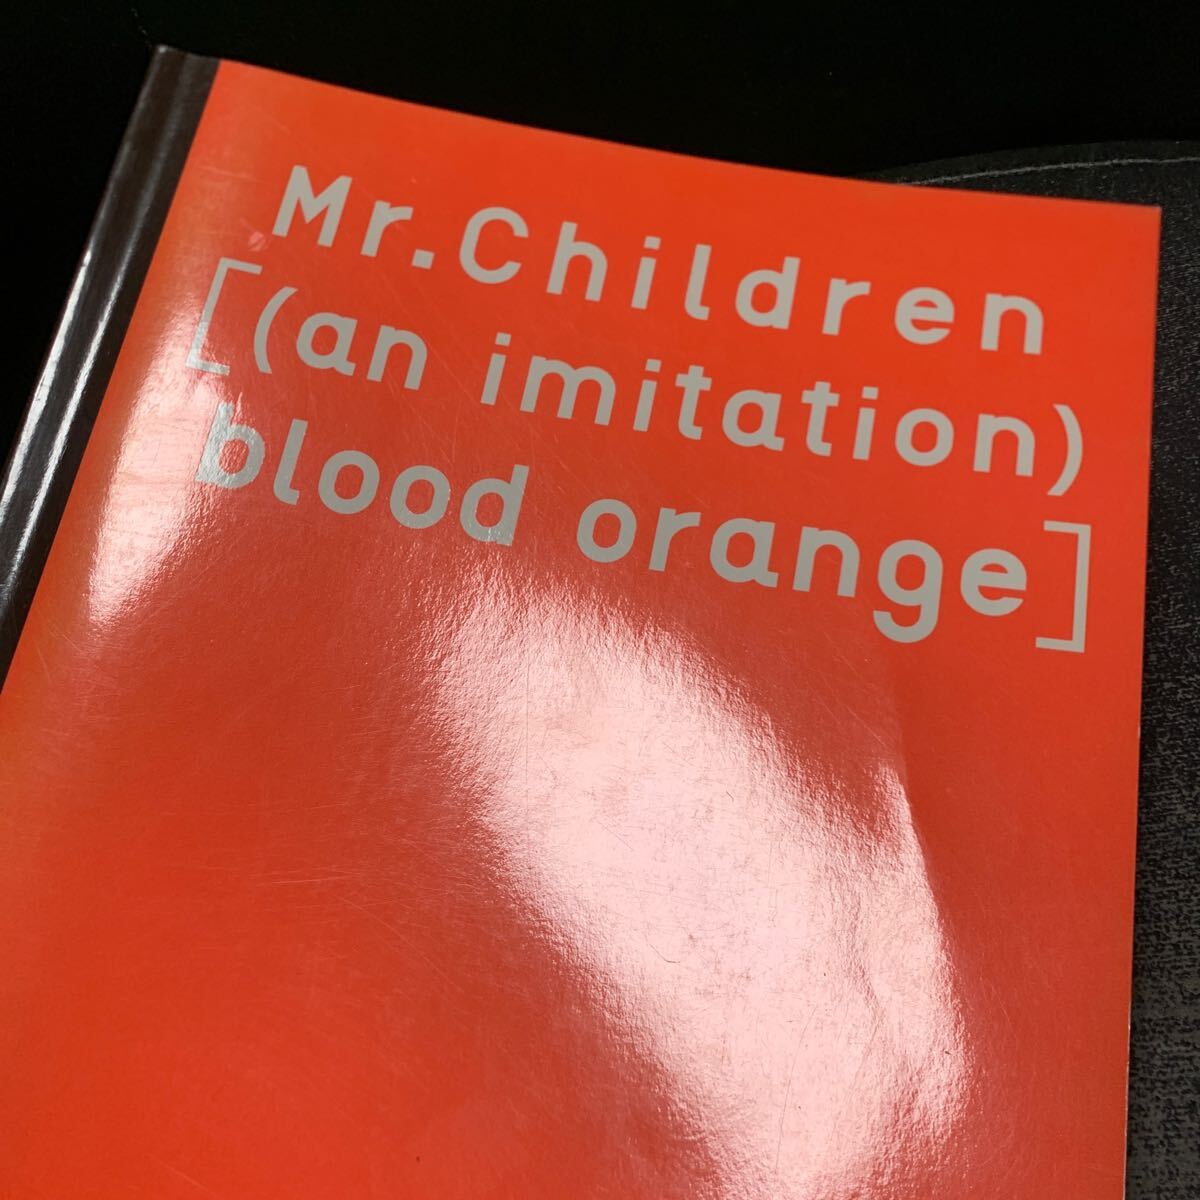 Mr.Children
[(an imitation)
blood orange]